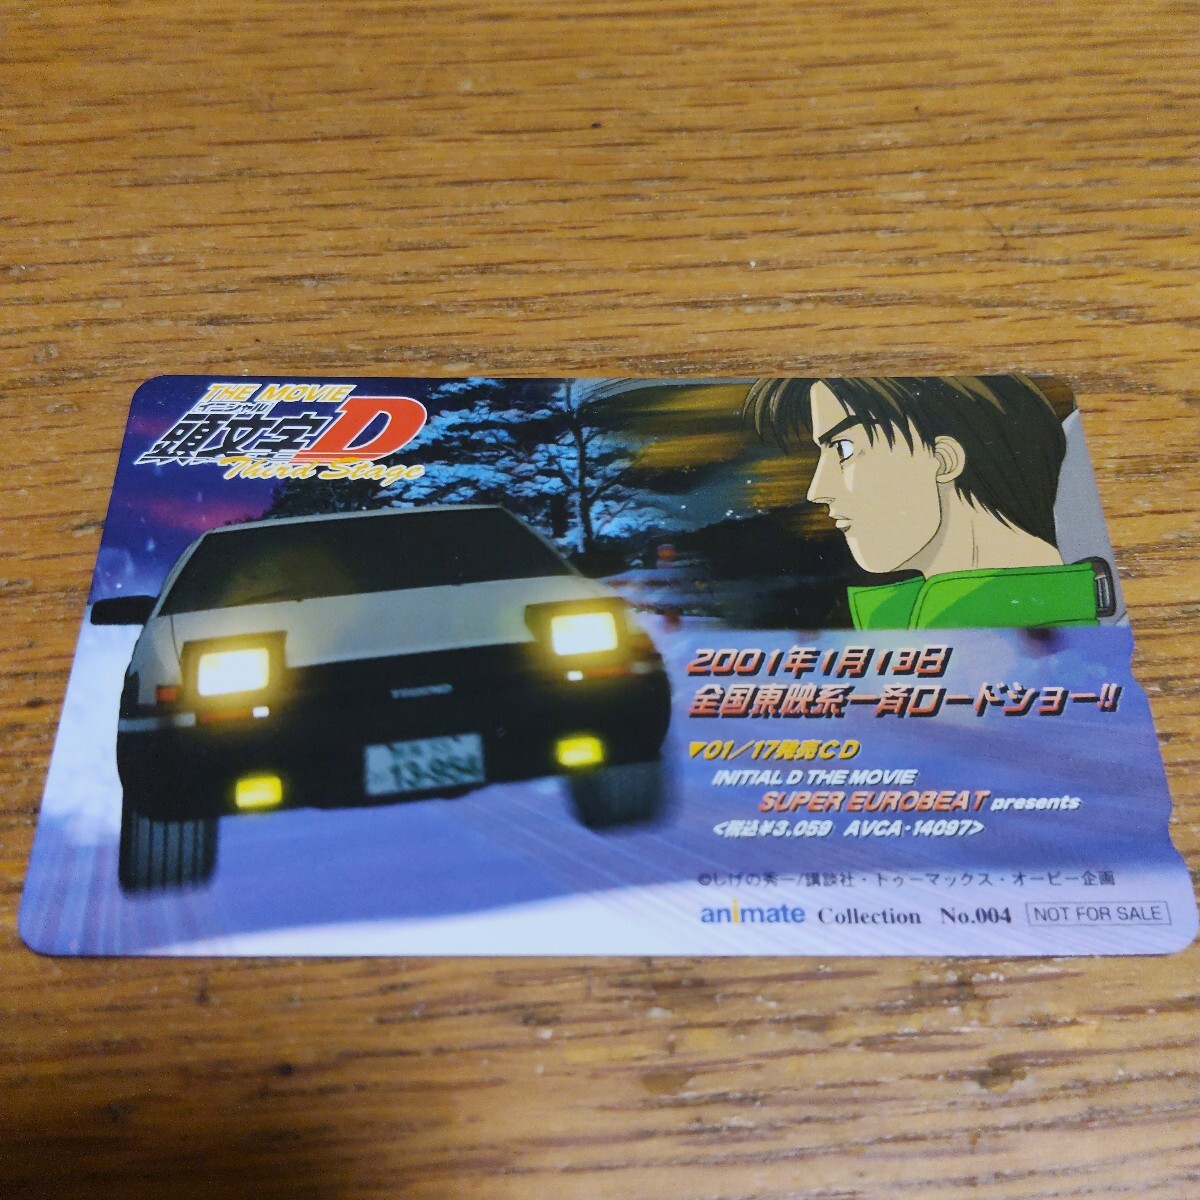 THE MOVIE
イニシャル
頭文字D
Third Stage
2001年1月13日
全国東映系一斉ロードショー!!
▼01/17発売CD
INITIAL D THE MOVIE
SUPER EUROBEAT presents
<税込¥3,059 AVCA・14097>
©しげの秀一/講談社・トゥーマックス・オービー企画
animate Collection No.004 NOT FOR SALE
TRUENO
13-954